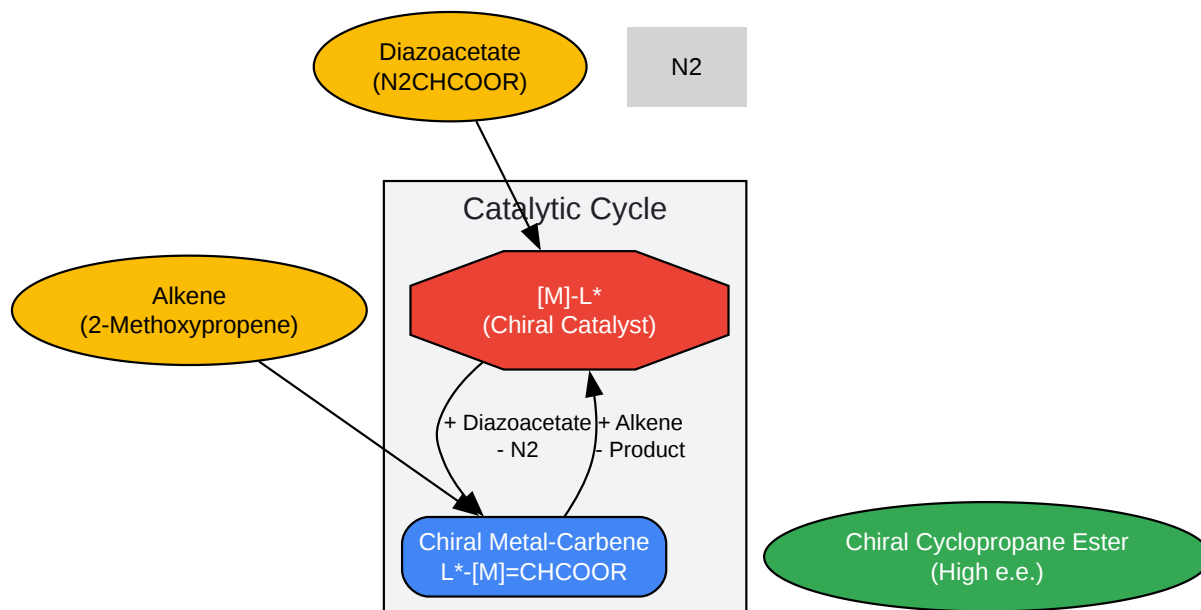 Diazoacetate
(N2CHCOOR)
N2
Catalytic Cycle
[M]-L*
(Chiral Catalyst)
Alkene
(2-Methoxypropene)
+ Diazoacetate
- N2
+ Alkene
- Product
Chiral Metal-Carbene
L*-[M]=CHCOOR
Chiral Cyclopropane Ester
(High e.e.)